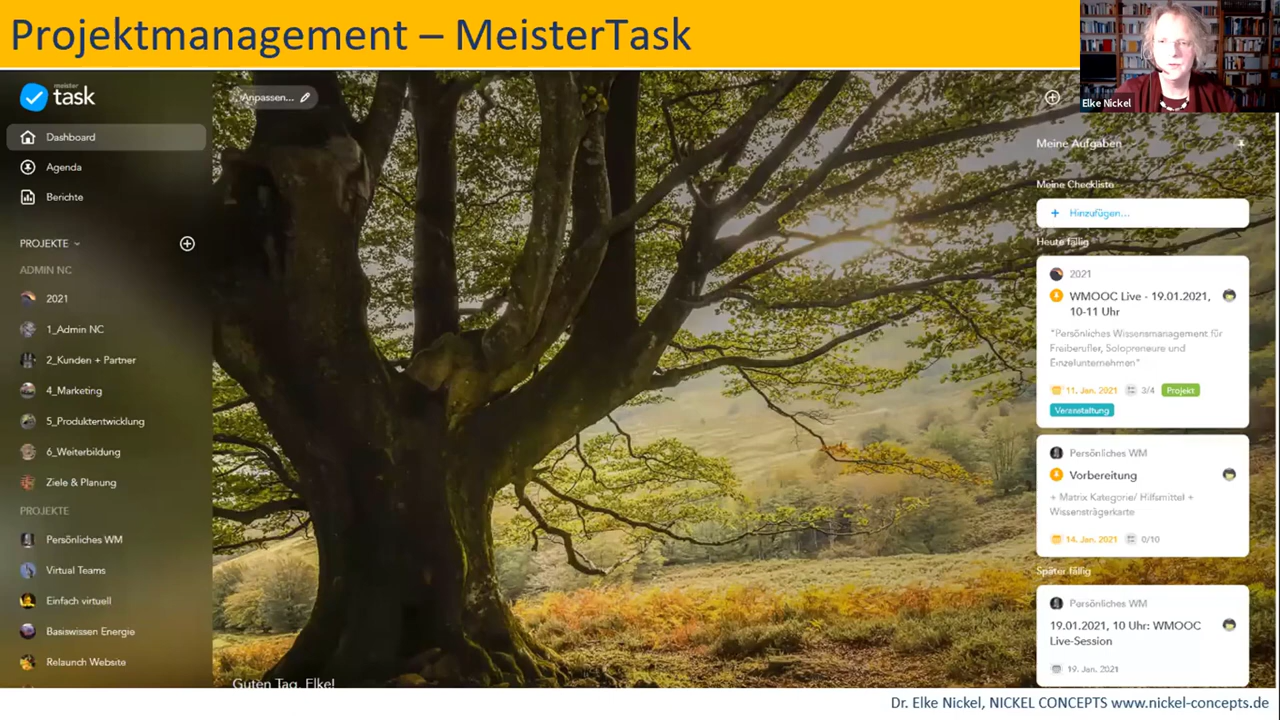 Projektmanagement – MeisterTask
Elke Nickel
meister
task
Anpassen...
Dashboard
Agenda
Berichte
PROJEKTE
ADMIN NC
2021
1_Admin NC
2_Kunden + Partner
4_Marketing
5_Produktentwicklung
6_Weiterbildung
Ziele & Planung
PROJEKTE
Persönliches WM
Virtual Teams
Einfach virtuell
Basiswissen Energie
Relaunch Website
Guten Tag, Elke!
Meine Aufgaben
Meine Checkliste
+ Hinzufügen...
Heute fällig
2021
WMOOC Live - 19.01.2021,
10-11 Uhr
"Persönliches Wissensmanagement für
Freiberufler, Solopreneure und
Einzelunternehmen"
11. Jan. 2021 3/4 Projekt
Veranstaltung
Persönliches WM
Vorbereitung
+ Matrix Kategorie/ Hilfsmittel +
Wissensträgerkarte
14. Jan. 2021 0/10
Später fällig
Persönliches WM
19.01.2021, 10 Uhr: WMOOC
Live-Session
19. Jan. 2021
Dr. Elke Nickel, NICKEL CONCEPTS www.nickel-concepts.de